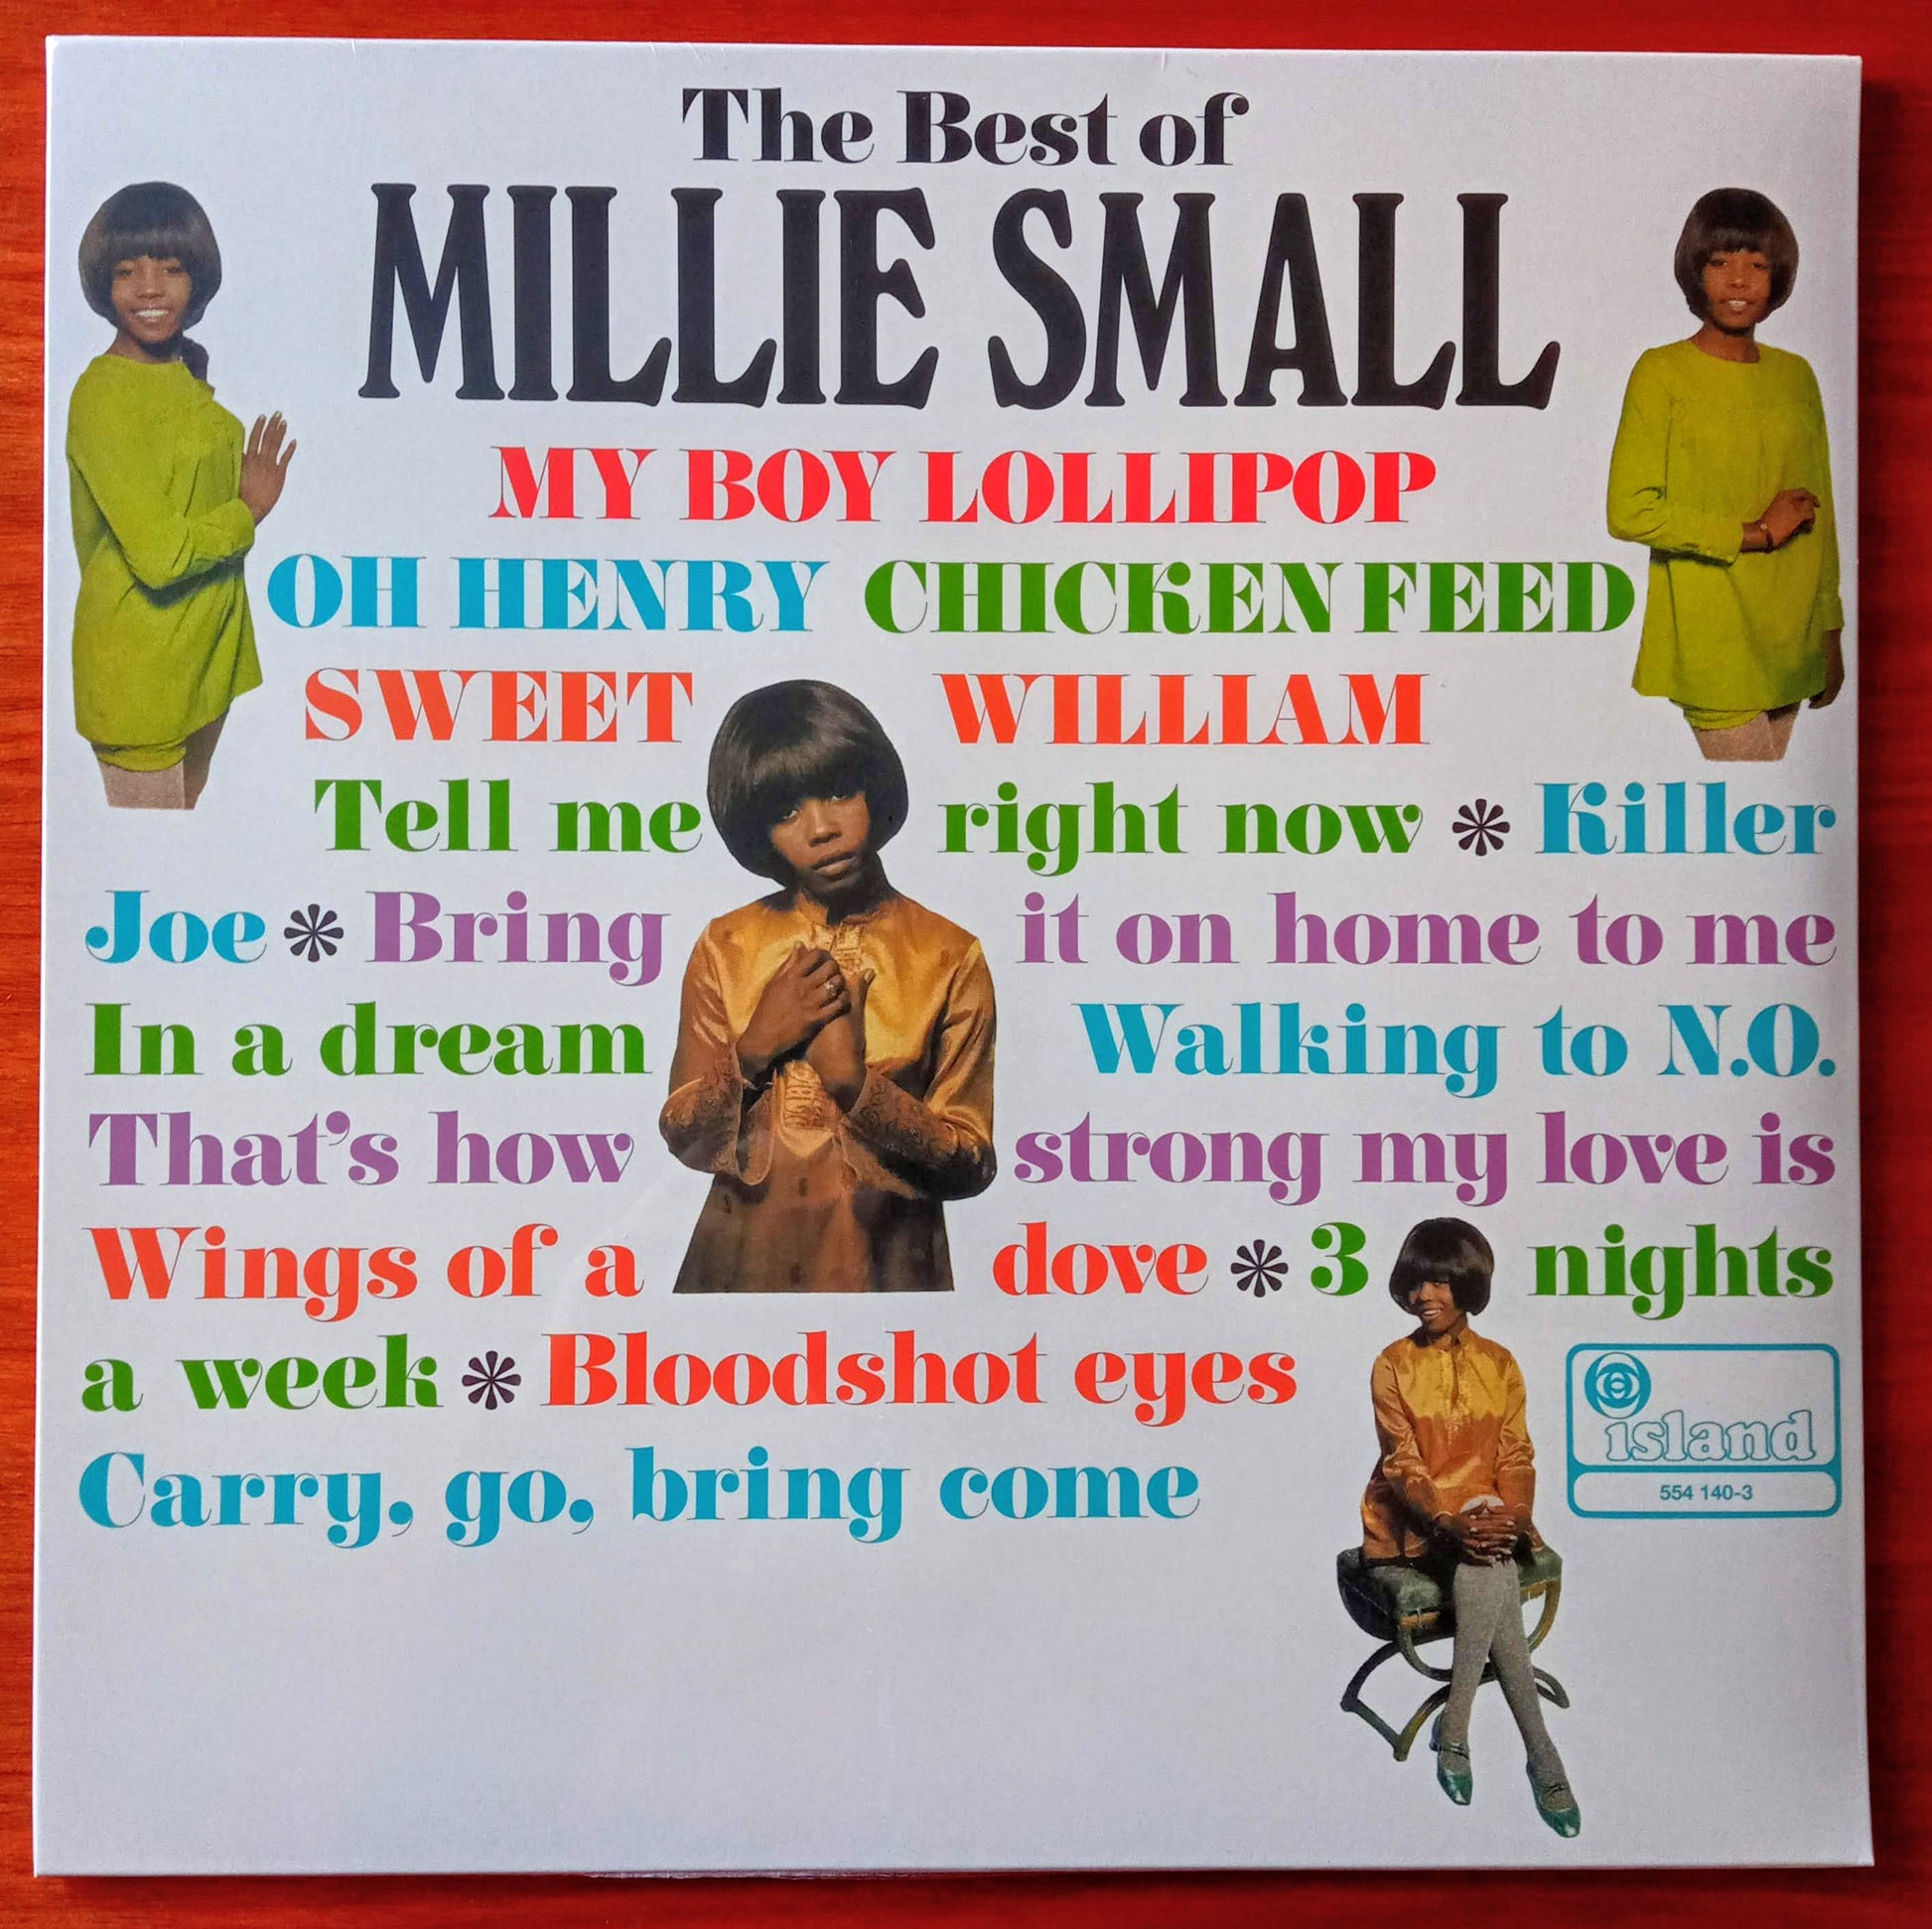 The Best of
MILLIE SMALL
MY BOY LOLLIPOP
OH HENRY CHICKEN FEED
SWEET WILLIAM
Tell me right now * Killer
Joe * Bring it on home to me
In a dream Walking to N.O.
That's how strong my love is
Wings of a dove * 3 nights
a week * Bloodshot eyes
Carry, go, bring come
island
554 140-3